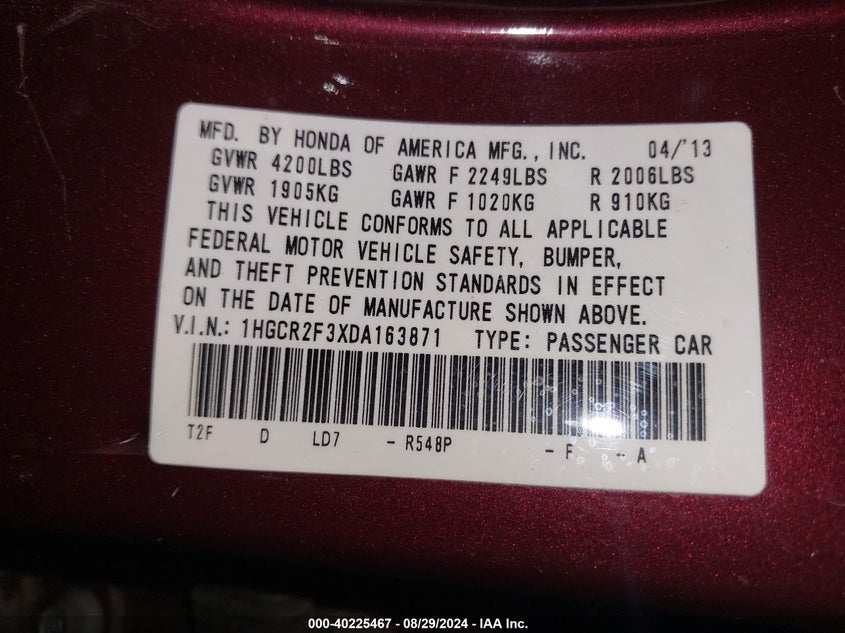 MFD. BY HONDA OF AMERICA MFG., INC. 04/'13
GVWR 4200LBS GAWR F 2249LBS R 2006LBS
GVWR 1905KG GAWR F 1020KG R 910KG
THIS VEHICLE CONFORMS TO ALL APPLICABLE
FEDERAL MOTOR VEHICLE SAFETY, BUMPER,
AND THEFT PREVENTION STANDARDS IN EFFECT
ON THE DATE OF MANUFACTURE SHOWN ABOVE.
V.I.N.: 1HGCR2F3XDA163871 TYPE: PASSENGER CAR
T2F D LD7 - R548P - F - A
000-40225467 - 08/29/2024 - IAA Inc.